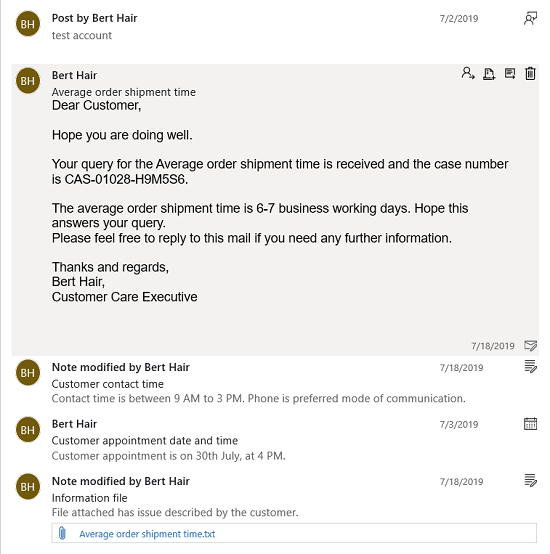 BH
Post by Bert Hair
7/2/2019
test account
BH
Bert Hair
Average order shipment time
Dear Customer,
Hope you are doing well.
Your query for the Average order shipment time is received and the case number
is CAS-01028-H9M5S6.
The average order shipment time is 6-7 business working days. Hope this
answers your query.
Please feel free to reply to this mail if you need any further information.
Thanks and regards,
Bert Hair,
Customer Care Executive
7/18/2019
BH
Note modified by Bert Hair
7/18/2019
Customer contact time
Contact time is between 9 AM to 3 PM. Phone is preferred mode of communication.
BH
Bert Hair
7/3/2019
Customer appointment date and time
Customer appointment is on 30th July, at 4 PM.
BH
Note modified by Bert Hair
7/18/2019
Information file
File attached has issue described by the customer.
Average order shipment time.txt